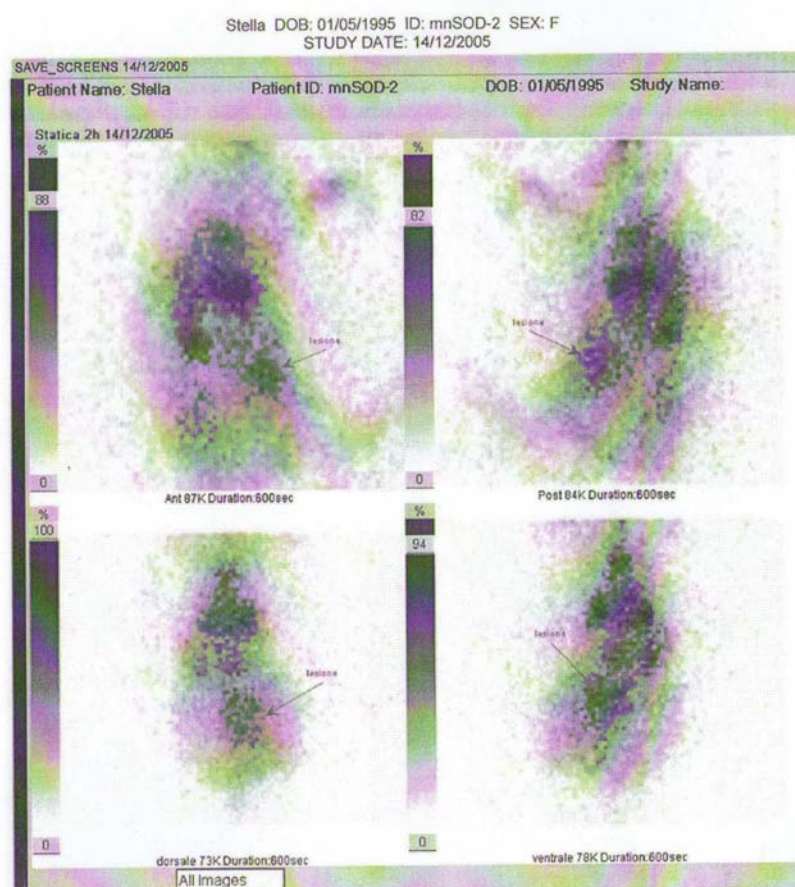 Stella DOB: 01/05/1995 ID: mnSOD-2 SEX: F
STUDY DATE: 14/12/2005
SAVE_SCREENS 14/12/2005
Patient Name: Stella Patient ID: mnSOD-2 DOB: 01/05/1995 Study Name:
Statica 2h 14/12/2005
%
88
lesione
0
Ant 87K Duration:600sec
%
82
lesione
0
Post 84K Duration:600sec
%
100
lesione
0
dorsale 73K Duration:600sec
%
94
lesione
0
ventrale 78K Duration:600sec
All Images